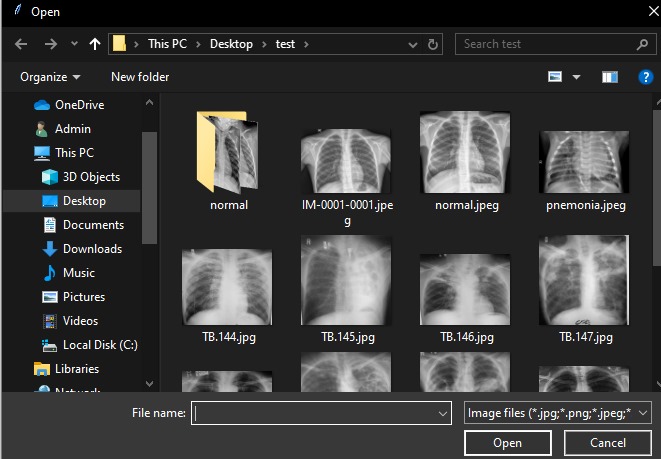 Open
This PC > Desktop > test >
Search test
Organize
New folder
OneDrive
Admin
This PC
3D Objects
Desktop
Documents
Downloads
Music
Pictures
Videos
Local Disk (C:)
Libraries
Network
normal
IM-0001-0001.jpe
g
normal.jpeg
pnemonia.jpeg
TB.144.jpg
TB.145.jpg
TB.146.jpg
TB.147.jpg
File name:
Image files (*.jpg;*.png;*.jpeg;*
Open
Cancel